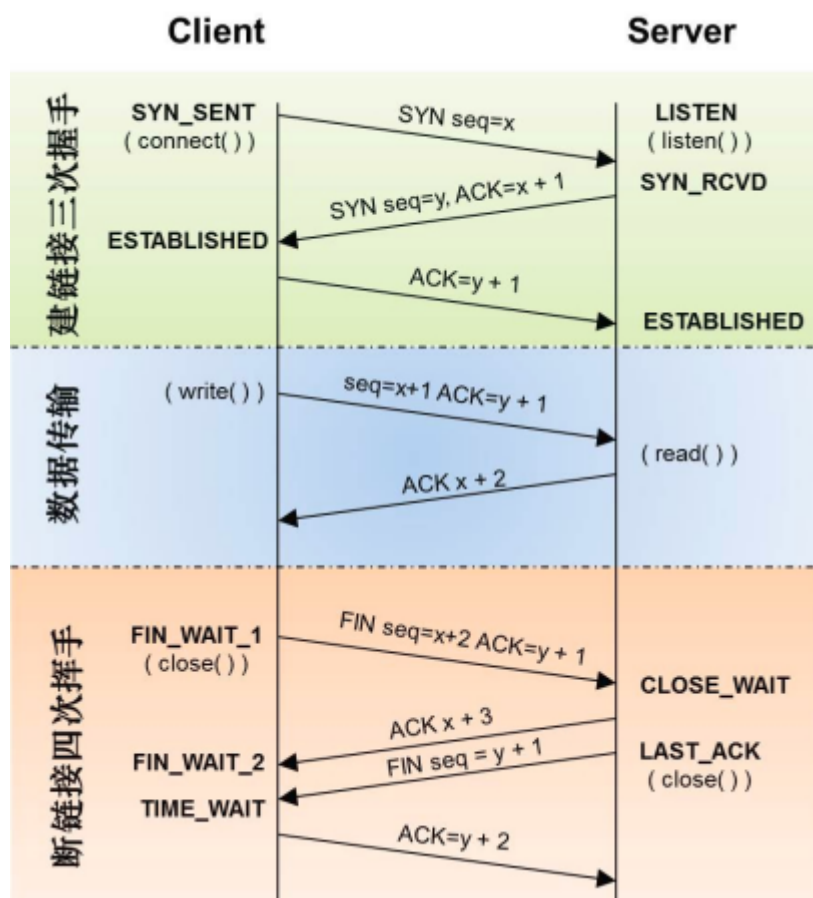 Client
Server
建链接三次握手
SYN_SENT
( connect( ) )
SYN seq=x
LISTEN
( listen( ) )
SYN_RCVD
SYN seq=y, ACK=x + 1
ESTABLISHED
ACK=y + 1
ESTABLISHED
数据传输
( write( ) )
seq=x+1 ACK=y + 1
( read( ) )
ACK x + 2
断链接四次挥手
FIN_WAIT_1
( close( ) )
FIN seq=x+2 ACK=y + 1
CLOSE_WAIT
ACK x + 3
FIN_WAIT_2
FIN seq = y + 1
LAST_ACK
( close( ) )
TIME_WAIT
ACK=y + 2